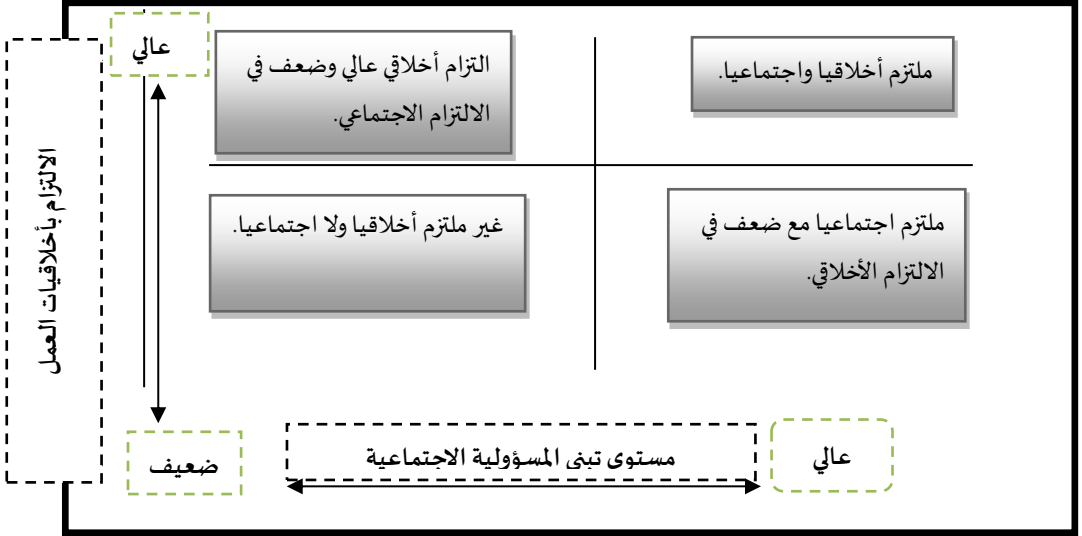 عالي
ملتزم أخلاقيا واجتماعيا.
التزام أخلاقي عالي وضعف في
الالتزام الاجتماعي.
الالتزام بأخلاقيات العمل
ملتزم اجتماعيا مع ضعف في
الالتزام الأخلاقي.
غير ملتزم أخلاقيا ولا اجتماعيا.
عالي
مستوى تبنى المسؤولية الاجتماعية
ضعيف